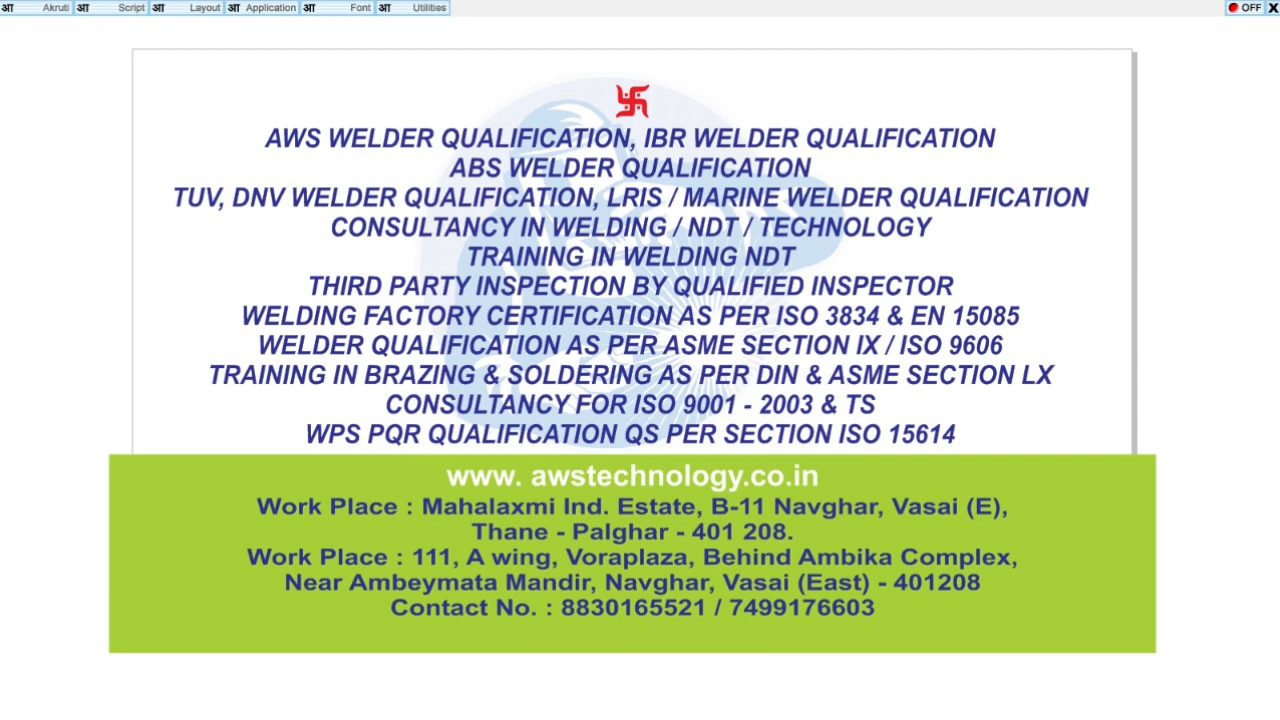 आ Akruti आ Script आ Layout आ Application आ Font आ Utilities OFF X
AWS WELDER QUALIFICATION, IBR WELDER QUALIFICATION
ABS WELDER QUALIFICATION
TUV, DNV WELDER QUALIFICATION, LRIS / MARINE WELDER QUALIFICATION
CONSULTANCY IN WELDING / NDT / TECHNOLOGY
TRAINING IN WELDING NDT
THIRD PARTY INSPECTION BY QUALIFIED INSPECTOR
WELDING FACTORY CERTIFICATION AS PER ISO 3834 & EN 15085
WELDER QUALIFICATION AS PER ASME SECTION IX / ISO 9606
TRAINING IN BRAZING & SOLDERING AS PER DIN & ASME SECTION LX
CONSULTANCY FOR ISO 9001 - 2003 & TS
WPS PQR QUALIFICATION QS PER SECTION ISO 15614
www. awstechnology.co.in
Work Place : Mahalaxmi Ind. Estate, B-11 Navghar, Vasai (E),
Thane - Palghar - 401 208.
Work Place : 111, A wing, Voraplaza, Behind Ambika Complex,
Near Ambeymata Mandir, Navghar, Vasai (East) - 401208
Contact No. : 8830165521 / 7499176603